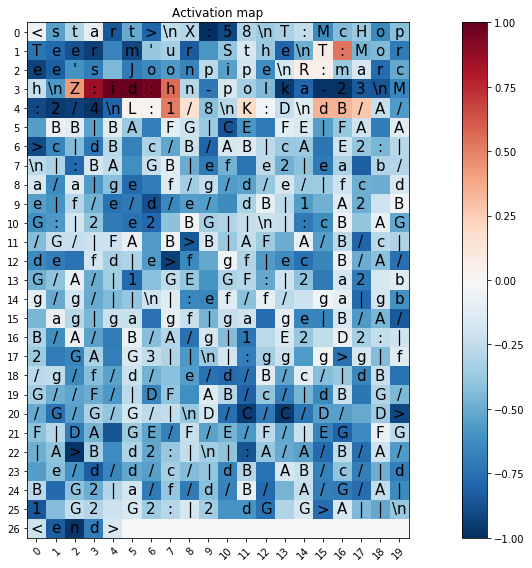 Activation map
0 < s t a r t > \n X : 5 8 \n T : M c H o p
1 T e e r m ' u r S t h e \n T : M o r
2 e e ' s J o o n p i p e \n R : m a r c
3 h \n Z : i d : h n - p o l k a - 2 3 \n M
4 : 2 / 4 \n L : 1 / 8 \n K : D \n d B / A /
5 B B | B A F G | C E F E | F A A
6 > c | d B c / B / A B | c A E 2 : |
7 \n | : B A G B | e f e 2 | e a b /
8 a / a | g e f / g / d / e / | f c d
9 e | f / e / d / e / d B | 1 A 2 B
10 G : | 2 e 2 B G | | \n | : c B A G
11 / G / | F A B > B | A F A / B / c |
12 d e f d | e > f g f | e c B / A /
13 G / A / | 1 G E G F : | 2 a 2 b
14 g / g / | | \n | : e f / f / g a | g b
15 a g | g a g f | g a g e | B / A /
16 B / A / B / A / g | 1 E 2 D 2 : |
17 2 G A G 3 | | \n | : g g g > g | f
18 / g / f / d / e / d / B / c / | d B
19 G / / F / | D F A B / c / | d B G /
20 / G / G / G / | \n D / C / C / D / D >
21 F | D A G E / F / E / F / | E G F G
22 | A > B d 2 : | \n | : A / A / B / A /
23 e / d / d / c / | d B A B / c / | d
24 B G 2 | a / f / d / B / A / G / A |
25 1 G 2 G 2 : | 2 d G G > A | | \n
26 < e n d >
0 1 2 3 4 5 6 7 8 9 10 11 12 13 14 15 16 17 18 19
1.00
0.75
0.50
0.25
0.00
−0.25
−0.50
−0.75
−1.00